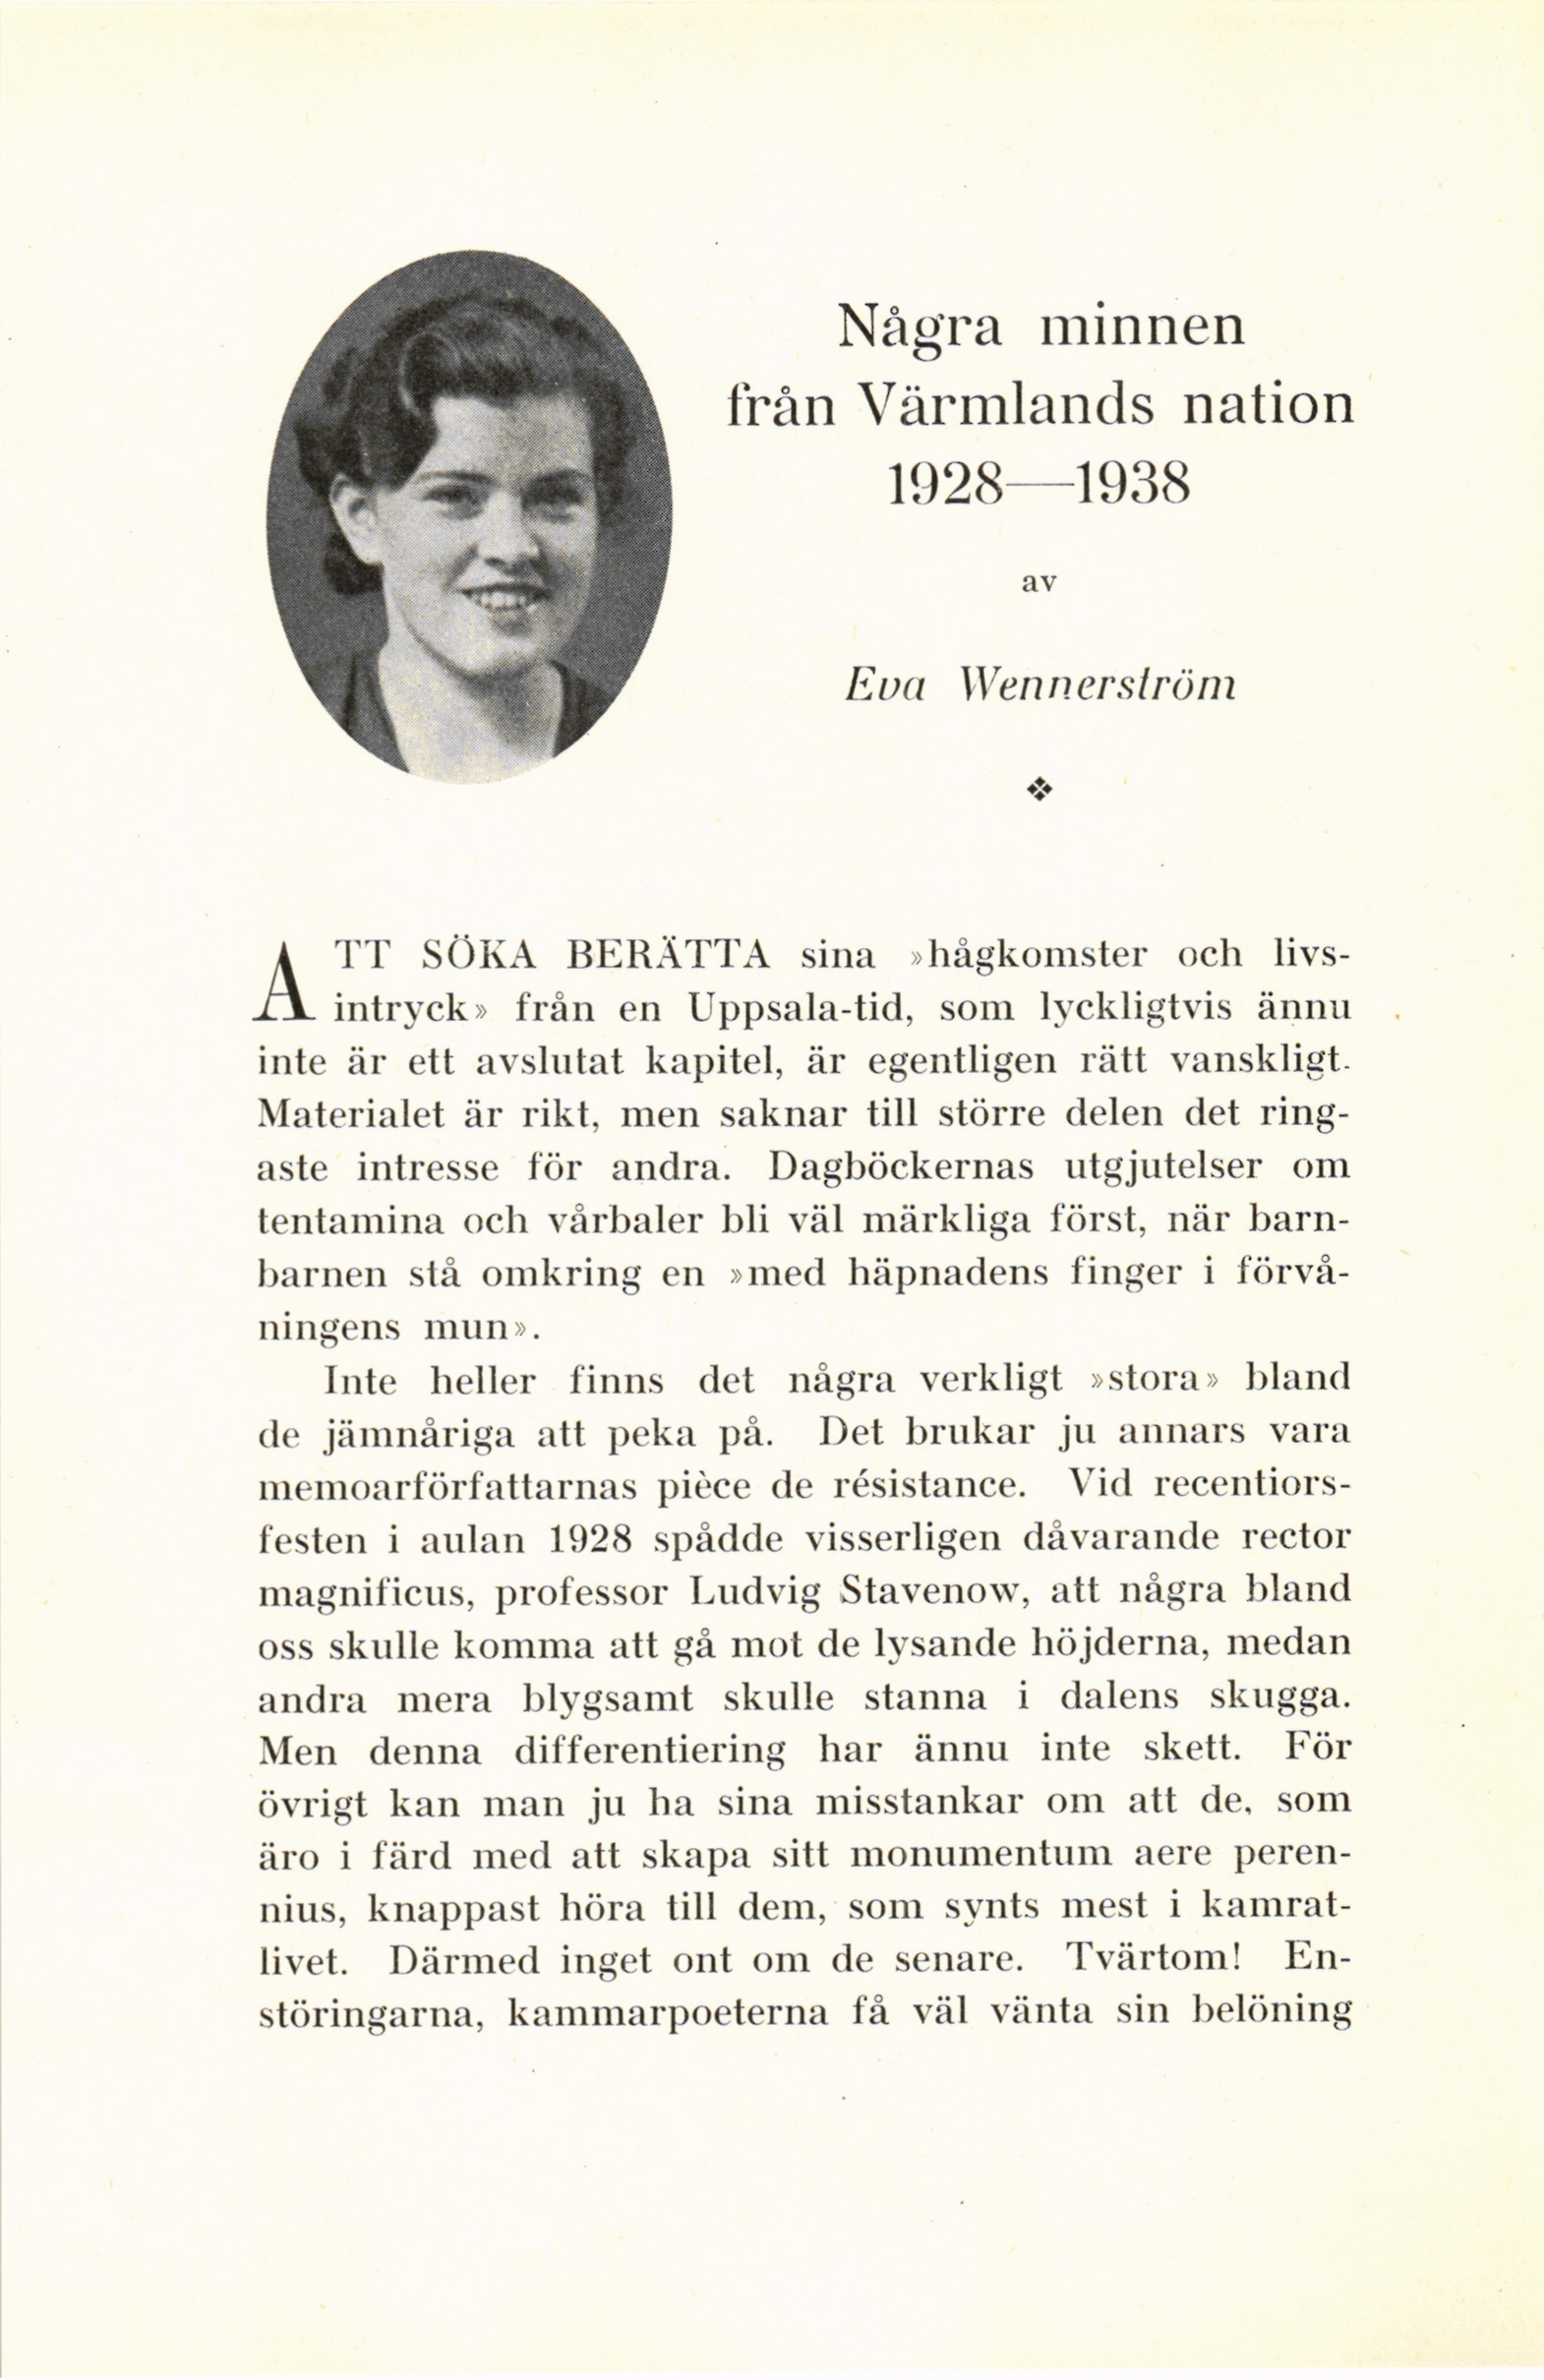 Några minnen
från Värmlands nation
1928—1938
av
Eva Wennerström
ATT SÖKA BERÄTTA sina »hågkomster och livs-
intryck» från en Uppsala-tid, som lyckligtvis ännu
inte är ett avslutat kapitel, är egentligen rätt vanskligt.
Materialet är rikt, men saknar till större delen det ring-
aste intresse för andra. Dagböckernas utgjutelser om
tentamina och vårbaler bli väl märkliga först, när barn-
barnen stå omkring en »med häpnadens finger i förvå-
ningens mun».
Inte heller finns det några verkligt »stora» bland
de jämnåriga att peka på. Det brukar ju annars vara
memoarförfattarnas pièce de résistance. Vid recentiors-
festen i aulan 1928 spådde visserligen dåvarande rector
magnificus, professor Ludvig Stavenow, att några bland
oss skulle komma att gå mot de lysande höjderna, medan
andra mera blygsamt skulle stanna i dalens skugga.
Men denna differentiering har ännu inte skett. För
övrigt kan man ju ha sina misstankar om att de, som
äro i färd med att skapa sitt monumentum aere peren-
nius, knappast höra till dem, som synts mest i kamrat-
livet. Därmed inget ont om de senare. Tvärtom! En-
störingarna, kammarpoeterna få väl vänta sin belöning